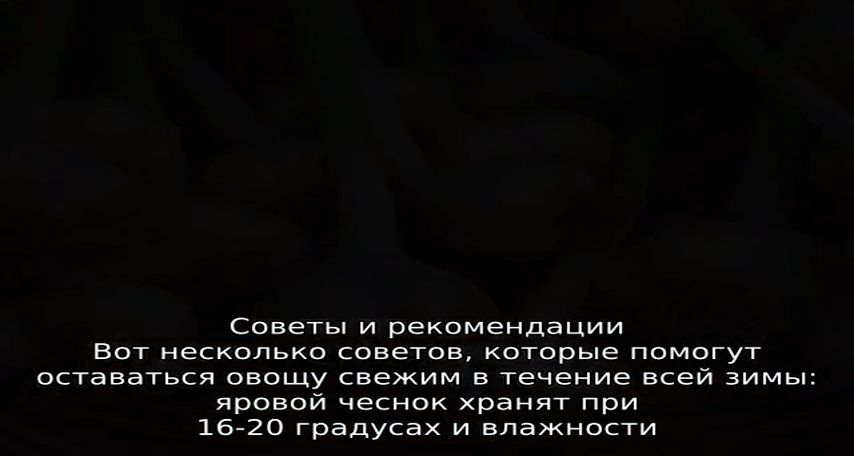 Советы и рекомендации
Вот несколько советов, которые помогут
оставаться овощу свежим в течение всей зимы:
яровой чеснок хранят при
16-20 градусах и влажности